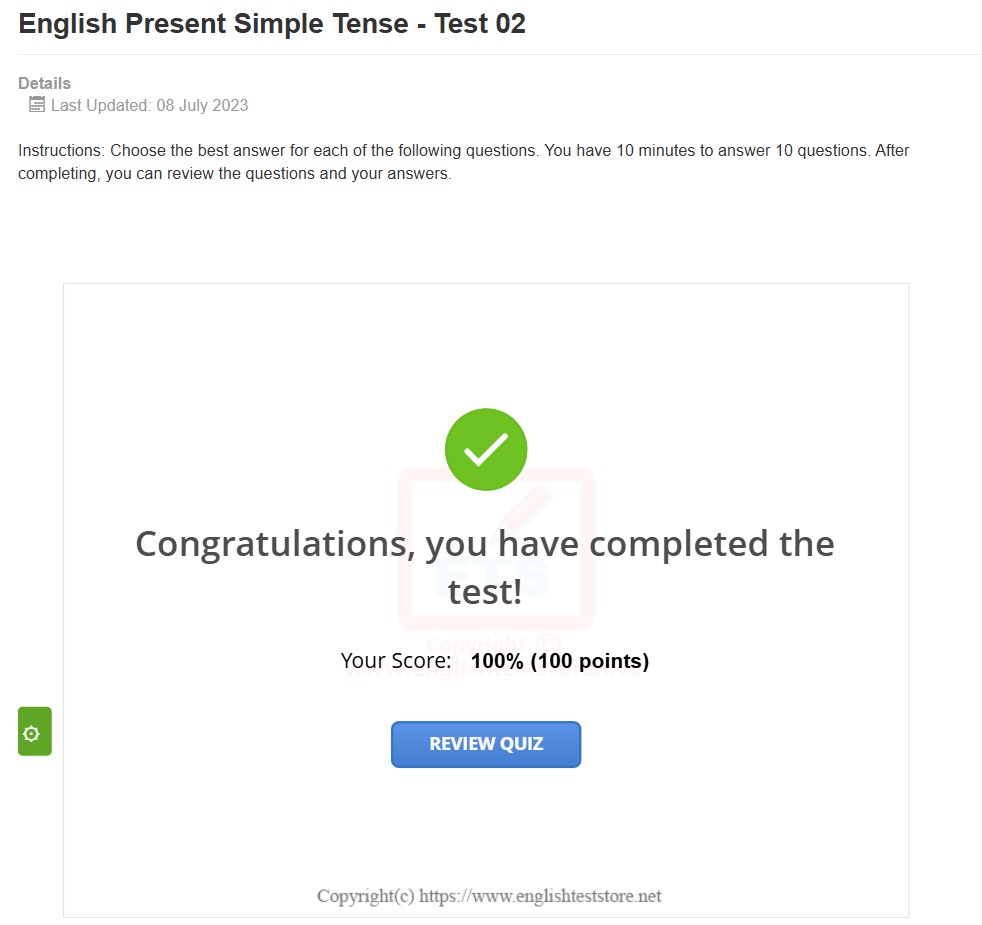 English Present Simple Tense - Test 02
Details
Last Updated: 08 July 2023
Instructions: Choose the best answer for each of the following questions. You have 10 minutes to answer 10 questions. After
completing, you can review the questions and your answers.
Congratulations, you have completed the
test!
ETS
Copyright ©
Your Score: 100% (100 points)
www.englishteststore.net
REVIEW QUIZ
Copyright(c) https://www.englishteststore.net